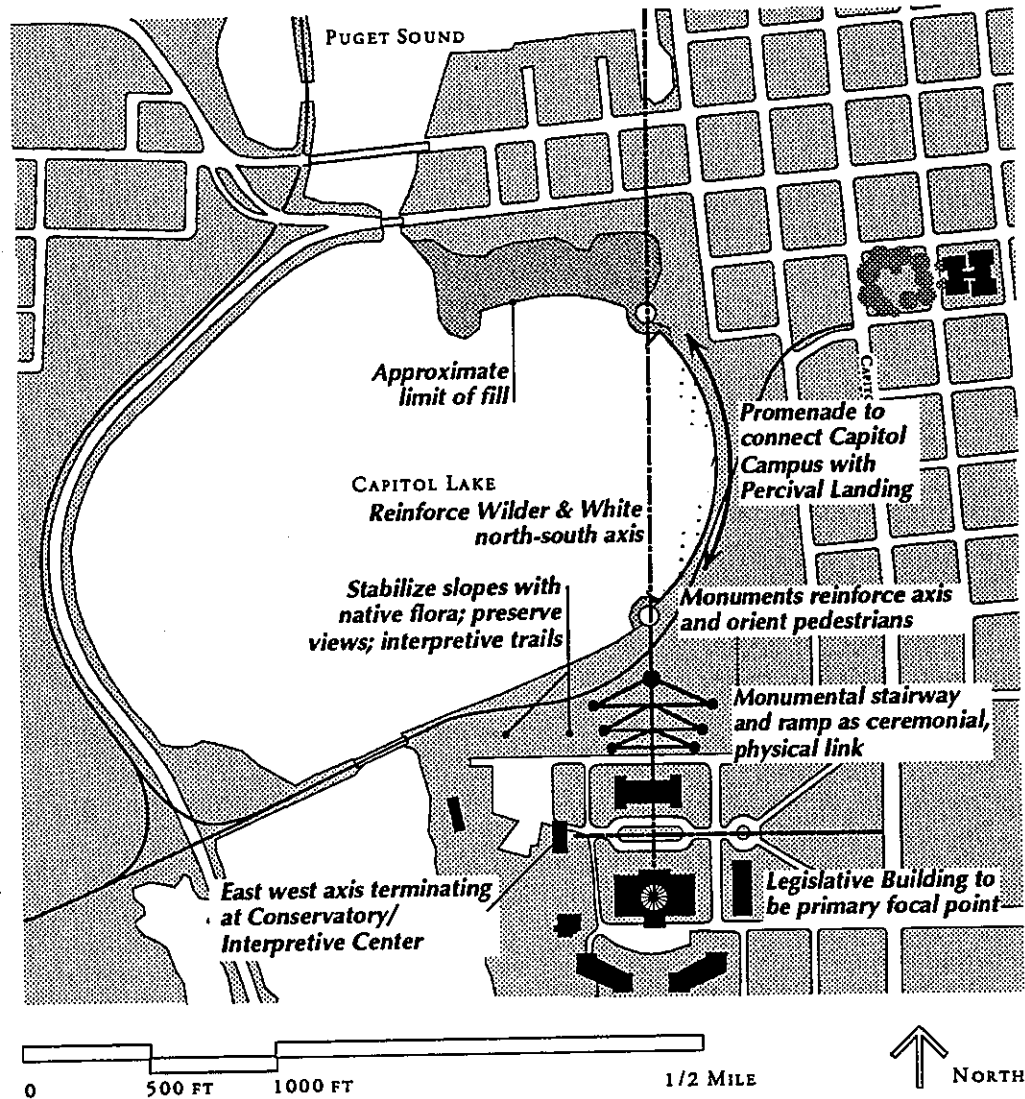 PUGET SOUND
Approximate
limit of fill
CAPITOL LAKE
Reinforce Wilder & White
north-south axis
Promenade to
connect Capitol
Campus with
Percival Landing
Stabilize slopes with
native flora; preserve
views; interpretive trails
Monuments reinforce axis
and orient pedestrians
Monumental stairway
and ramp as ceremonial,
physical link
East west axis terminating
at Conservatory/
Interpretive Center
Legislative Building to
be primary focal point
0
500 FT
1000 FT
1/2 MILE
NORTH